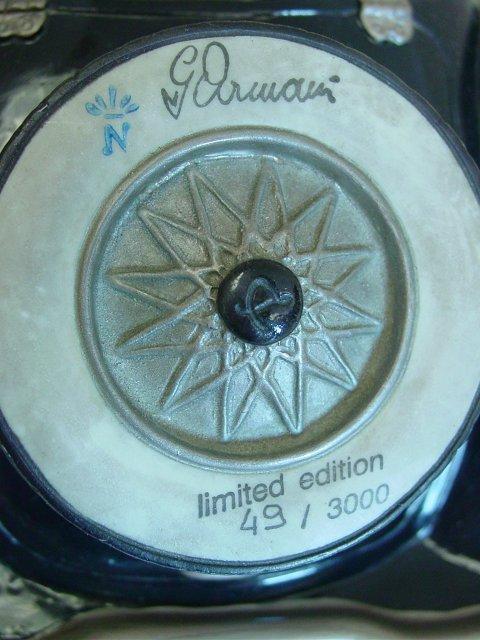 G Armani
N
limited edition
49 / 3000